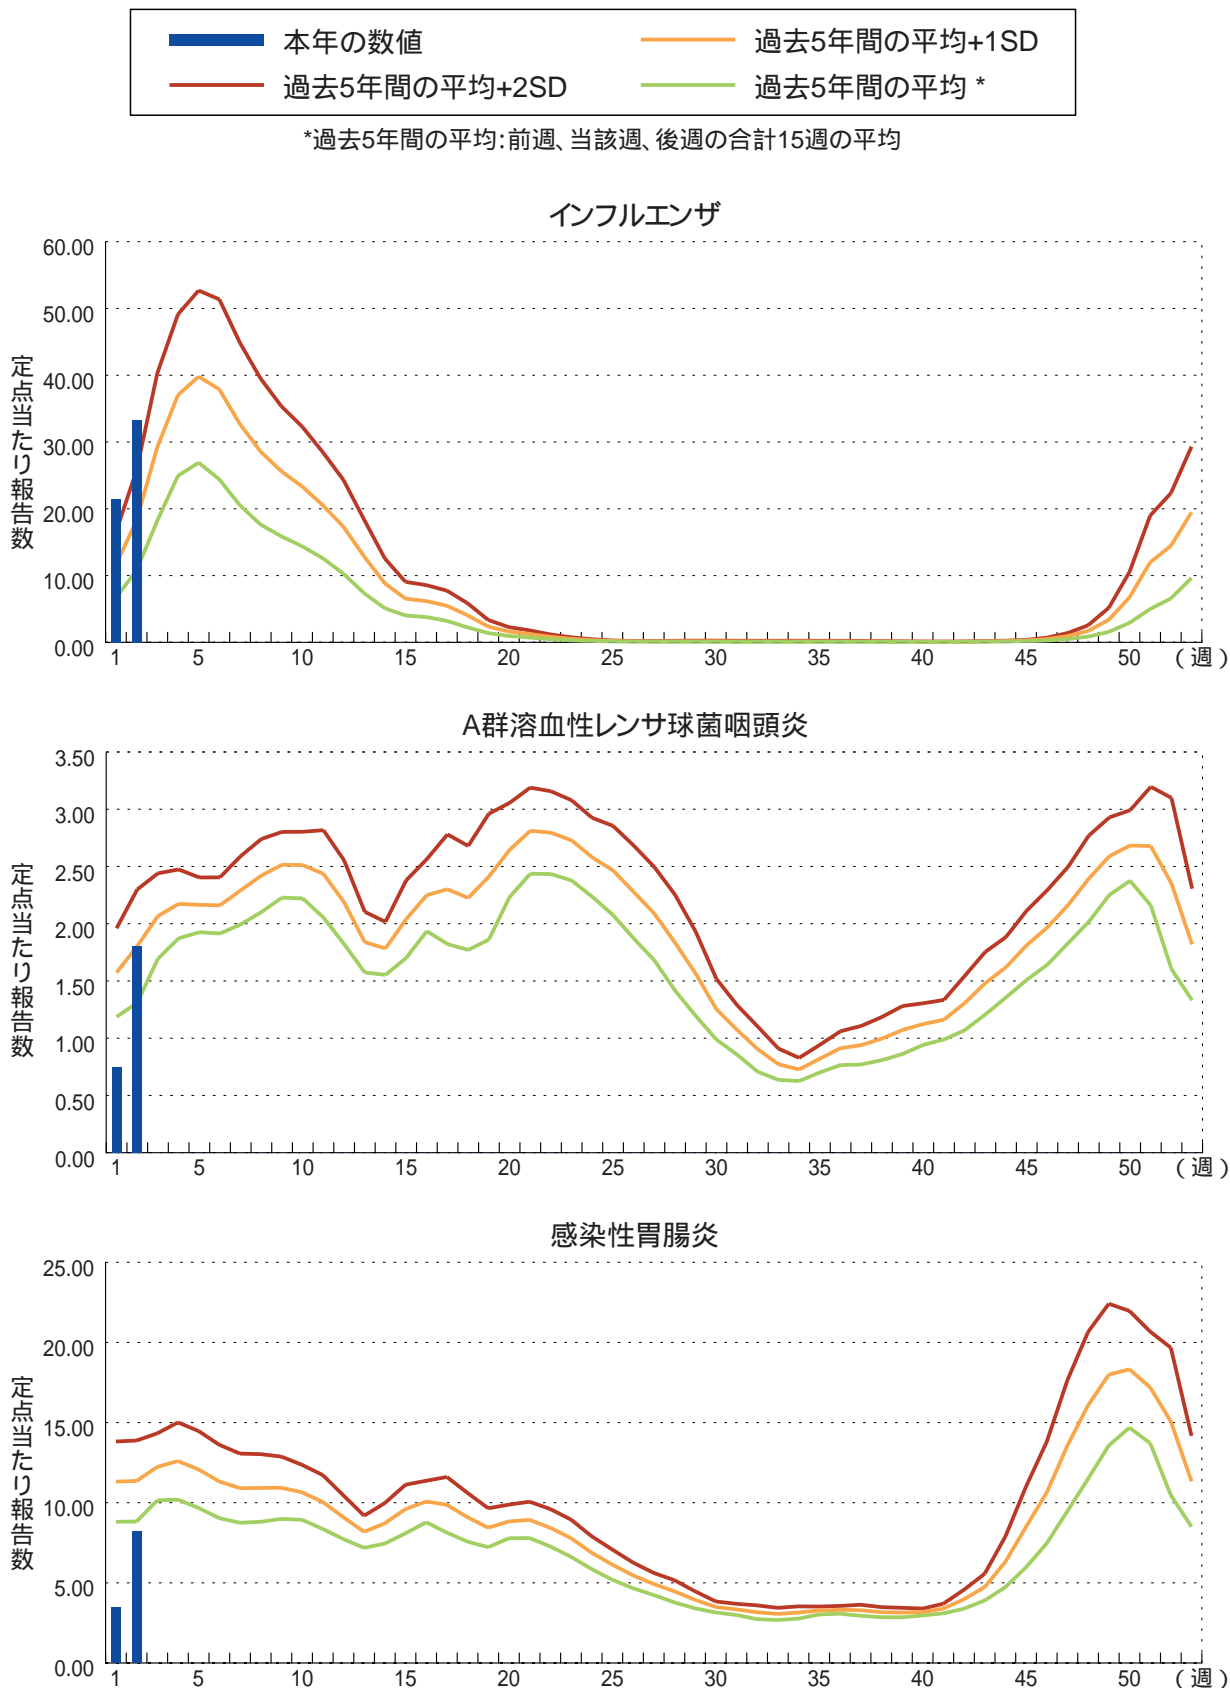 本年の数値
過去5年間の平均+1SD
過去5年間の平均+2SD
過去5年間の平均 *
*過去5年間の平均:前週、当該週、後週の合計15週の平均
インフルエンザ
定点当たり報告数
60.00
50.00
40.00
30.00
20.00
10.00
0.00
1 5 10 15 20 25 30 35 40 45 50 (週)
A群溶血性レンサ球菌咽頭炎
定点当たり報告数
3.50
3.00
2.50
2.00
1.50
1.00
0.50
0.00
1 5 10 15 20 25 30 35 40 45 50 (週)
感染性胃腸炎
定点当たり報告数
25.00
20.00
15.00
10.00
5.00
0.00
1 5 10 15 20 25 30 35 40 45 50 (週)